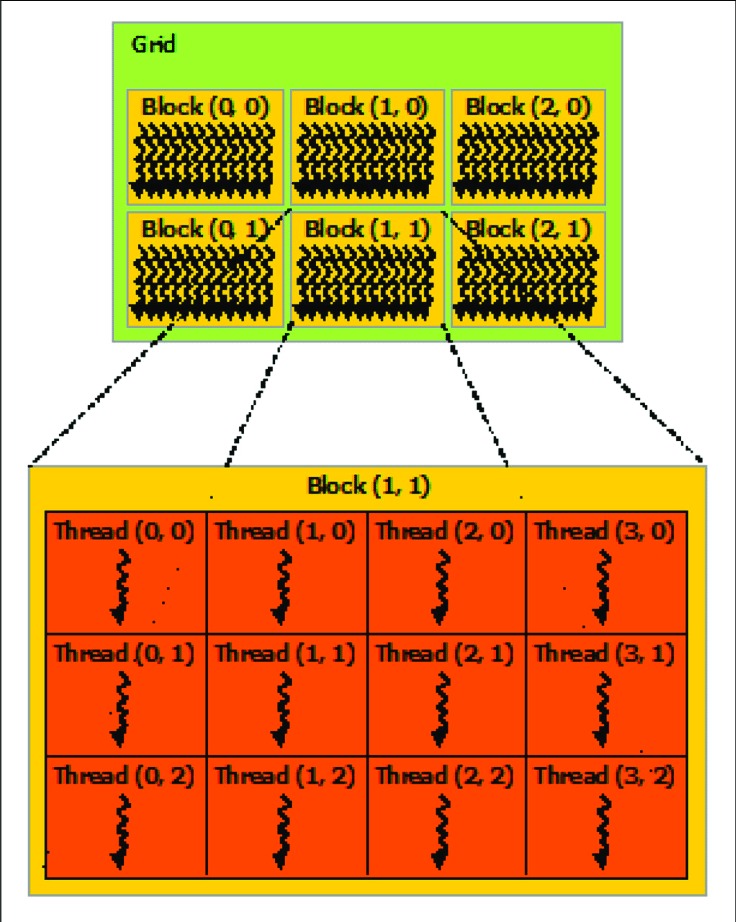 Grid
Block (0, 0) Block (1, 0) Block (2, 0)
Block (0, 1) Block (1, 1) Block (2, 1)
Block (1, 1)
Thread (0, 0) Thread (1, 0) Thread (2, 0) Thread (3, 0)
Thread (0, 1) Thread (1, 1) Thread (2, 1) Thread (3, 1)
Thread (0, 2) Thread (1, 2) Thread (2, 2) Thread (3, 2)